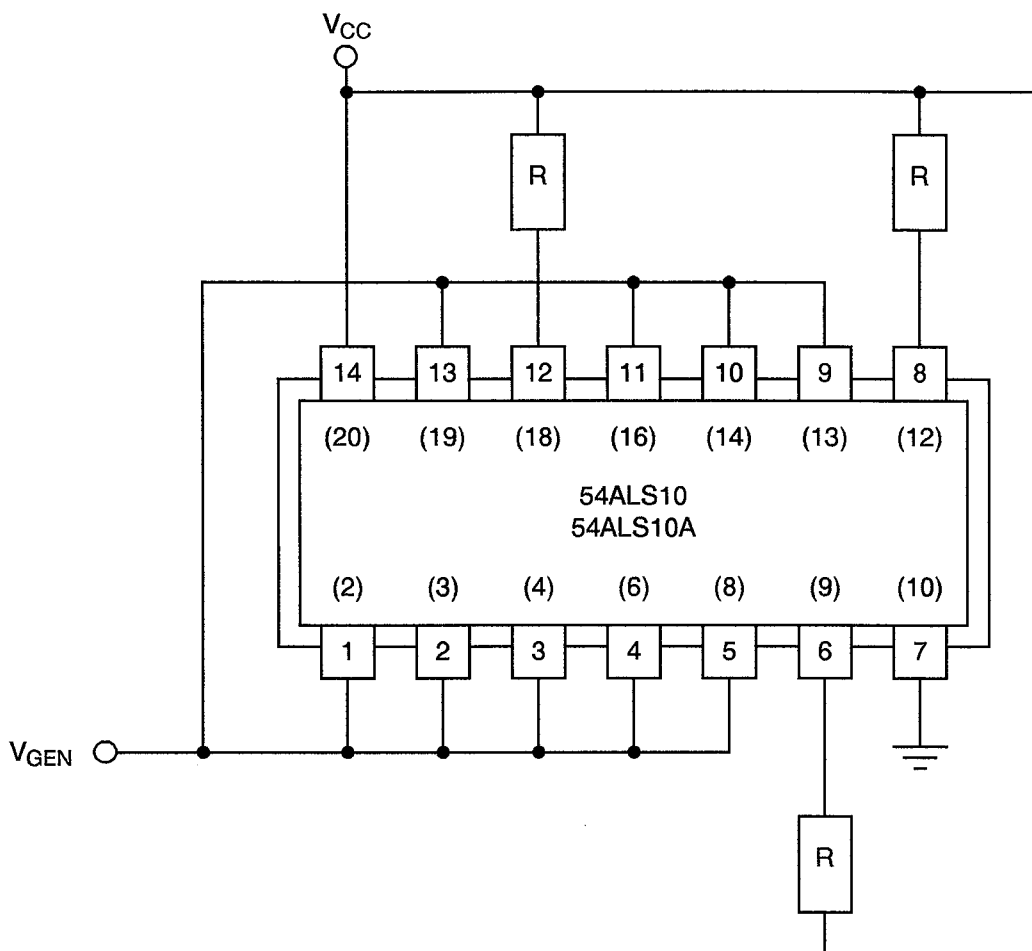 VCC
R R
14 13 12 11 10 9 8
(20) (19) (18) (16) (14) (13) (12)
54ALS10
54ALS10A
(2) (3) (4) (6) (8) (9) (10)
1 2 3 4 5 6 7
VGEN
R